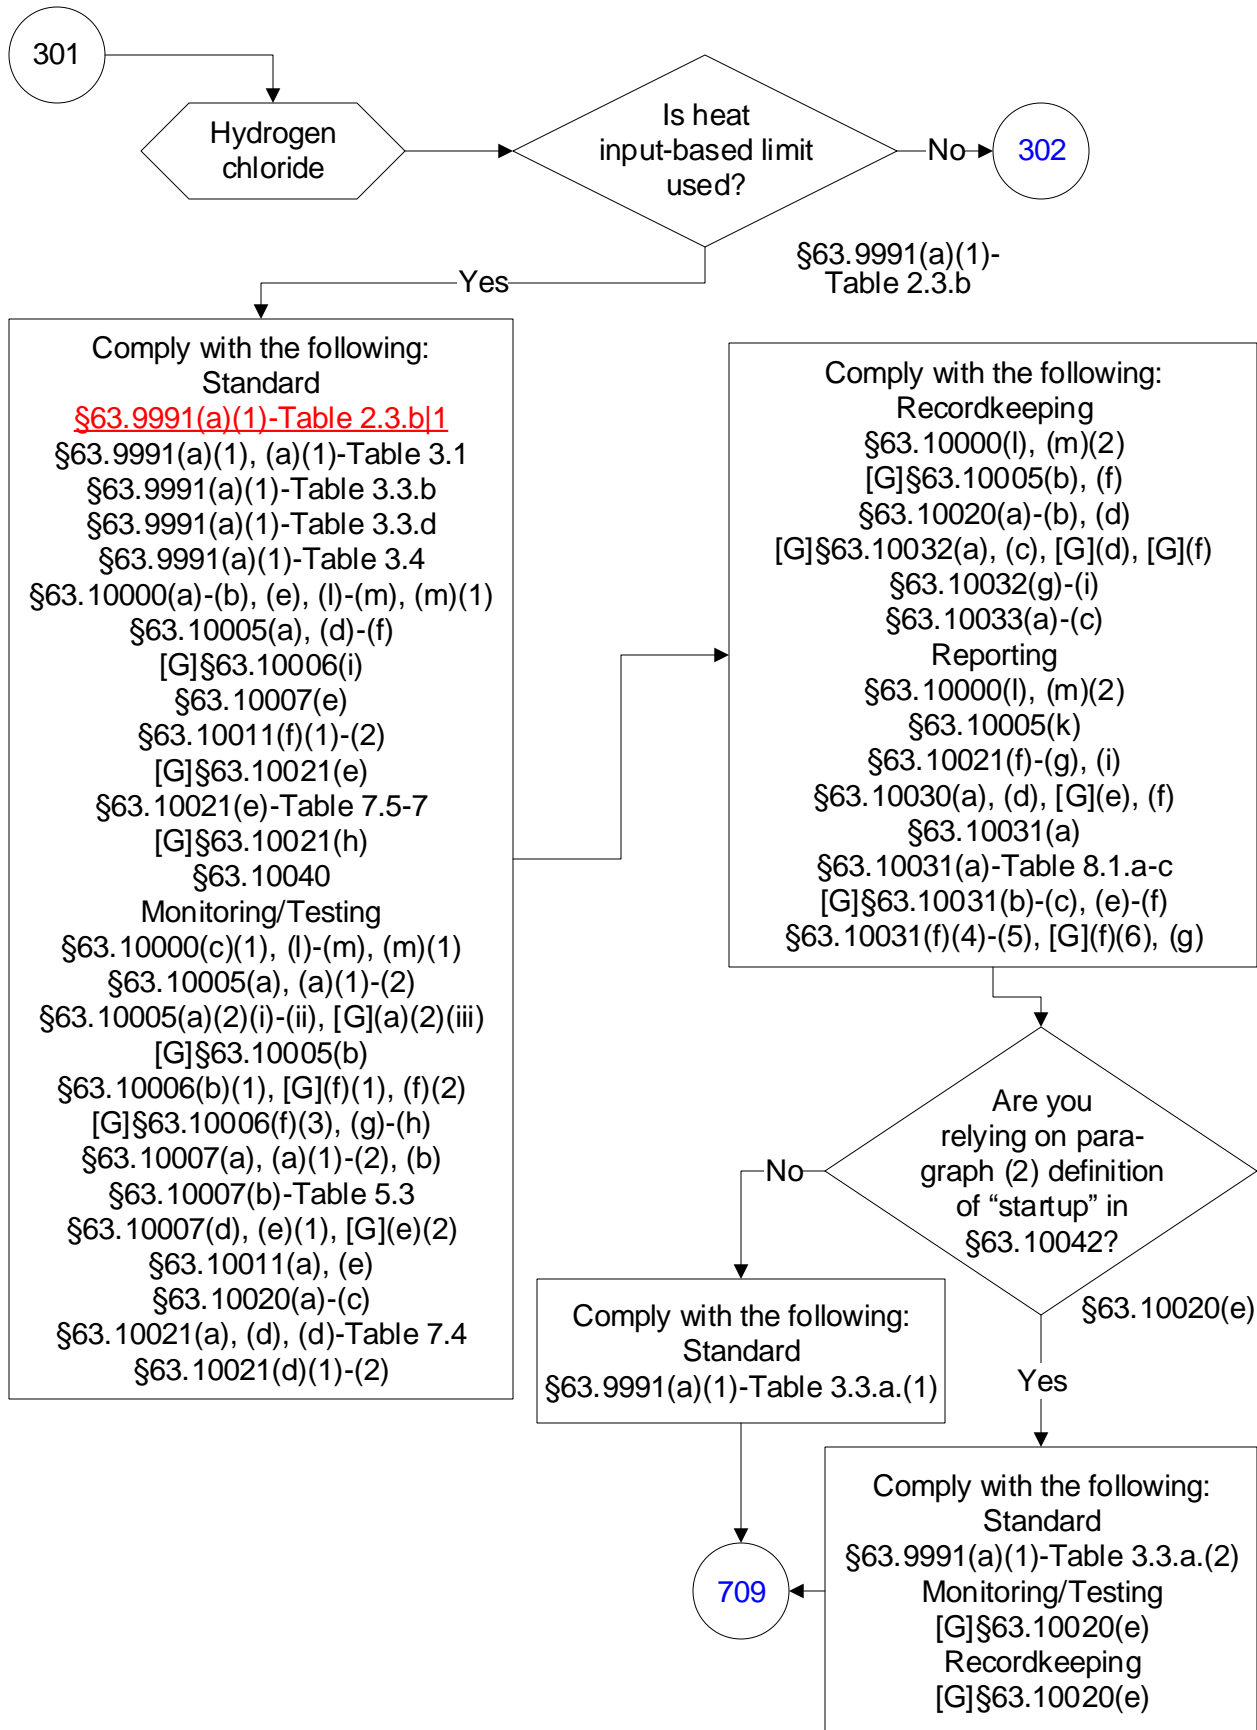 301
Hydrogen
chloride
Is heat
input-based limit
used?
No
302
§63.9991(a)(1)-
Table 2.3.b
Yes
Comply with the following:
Standard
§63.9991(a)(1)-Table 2.3.b|1
§63.9991(a)(1), (a)(1)-Table 3.1
§63.9991(a)(1)-Table 3.3.b
§63.9991(a)(1)-Table 3.3.d
§63.9991(a)(1)-Table 3.4
§63.10000(a)-(b), (e), (l)-(m), (m)(1)
§63.10005(a), (d)-(f)
[G]§63.10006(i)
§63.10007(e)
§63.10011(f)(1)-(2)
[G]§63.10021(e)
§63.10021(e)-Table 7.5-7
[G]§63.10021(h)
§63.10040
Monitoring/Testing
§63.10000(c)(1), (l)-(m), (m)(1)
§63.10005(a), (a)(1)-(2)
§63.10005(a)(2)(i)-(ii), [G](a)(2)(iii)
[G]§63.10005(b)
§63.10006(b)(1), [G](f)(1), (f)(2)
[G]§63.10006(f)(3), (g)-(h)
§63.10007(a), (a)(1)-(2), (b)
§63.10007(b)-Table 5.3
§63.10007(d), (e)(1), [G](e)(2)
§63.10011(a), (e)
§63.10020(a)-(c)
§63.10021(a), (d), (d)-Table 7.4
§63.10021(d)(1)-(2)
Comply with the following:
Recordkeeping
§63.10000(l), (m)(2)
[G]§63.10005(b), (f)
§63.10020(a)-(b), (d)
[G]§63.10032(a), (c), [G](d), [G](f)
§63.10032(g)-(i)
§63.10033(a)-(c)
Reporting
§63.10000(l), (m)(2)
§63.10005(k)
§63.10021(f)-(g), (i)
§63.10030(a), (d), [G](e), (f)
§63.10031(a)
§63.10031(a)-Table 8.1.a-c
[G]§63.10031(b)-(c), (e)-(f)
§63.10031(f)(4)-(5), [G](f)(6), (g)
Are you
relying on para-
graph (2) definition
of “startup” in
§63.10042?
No
§63.10020(e)
Yes
Comply with the following:
Standard
§63.9991(a)(1)-Table 3.3.a.(1)
Comply with the following:
Standard
§63.9991(a)(1)-Table 3.3.a.(2)
Monitoring/Testing
[G]§63.10020(e)
Recordkeeping
[G]§63.10020(e)
709